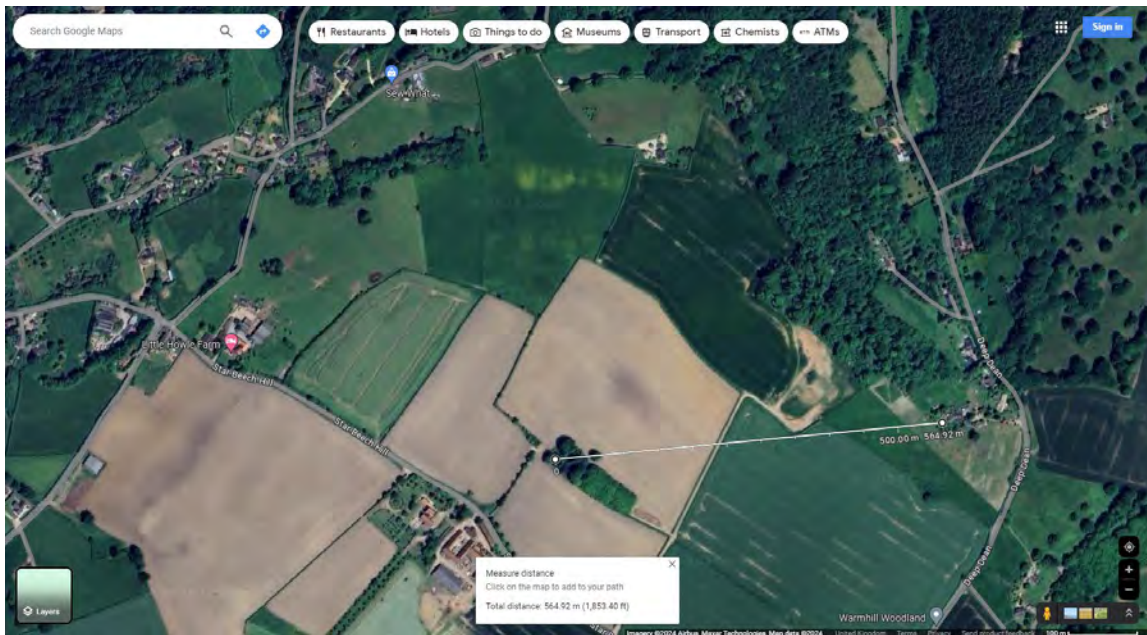 Search Google Maps
Restaurants
Hotels
Things to do
Museums
Transport
Chemists
ATMs
Sign in
Sew What
Little Howle Farm
Star Beech Hill
Star Beech Hill
Deep Dean
Deep Dean
Deep Dean
500.00 m 564.92 m
0
Measure distance
Click on the map to add to your path
Total distance: 564.92 m (1,853.40 ft)
Warmhill Woodland
Layers
Imagery ©2024 Airbus, Maxar Technologies, Map data ©2024 United Kingdom Terms Privacy Send product feedback 100 m